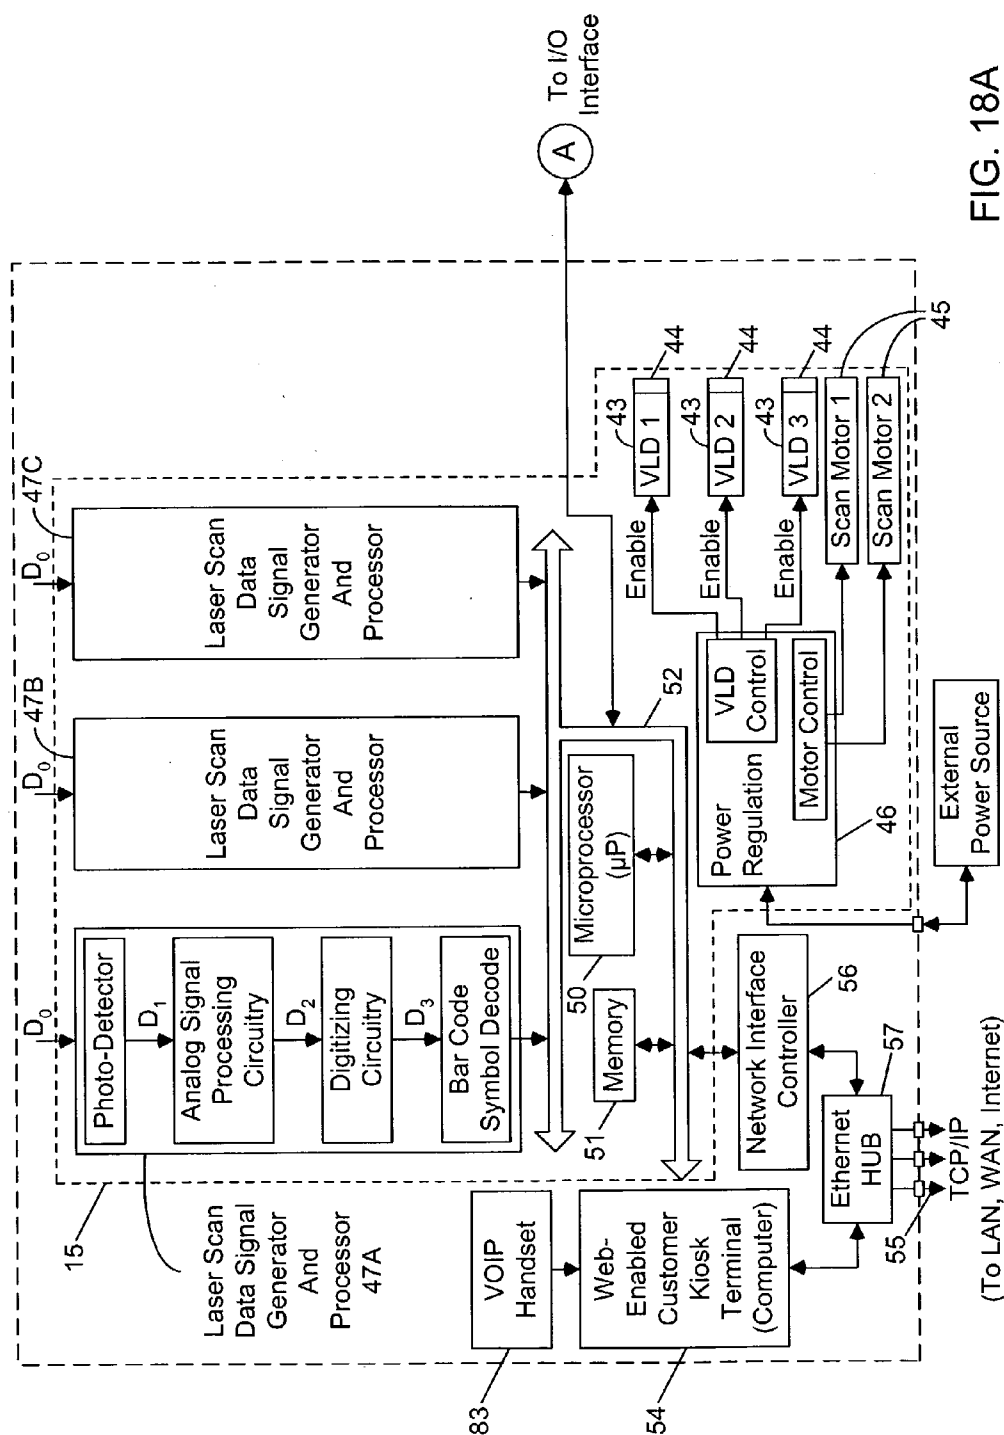 D0
D0
47B
D0
47C
Photo-Detector
D1
Analog Signal
Processing
Circuitry
D2
Digitizing
Circuitry
D3
Bar Code
Symbol Decode
Laser Scan
Data
Signal
Generator
And
Processor
Laser Scan
Data
Signal
Generator
And
Processor
15
Laser Scan
Data Signal
Generator
And
Processor
47A
A
To I/O
Interface
VOIP
Handset
83
51
Memory
50
Microprocessor
(μP)
52
Web-
Enabled
Customer
Kiosk
Terminal
(Computer)
54
Network Interface
Controller
56
Ethernet
HUB
57
55
TCP/IP
(To LAN, WAN, Internet)
Power
Regulation
VLD
Control
Motor Control
46
External
Power Source
Enable
43
VLD 1
44
Enable
43
VLD 2
44
Enable
43
VLD 3
44
Scan Motor 1
Scan Motor 2
45
FIG. 18A